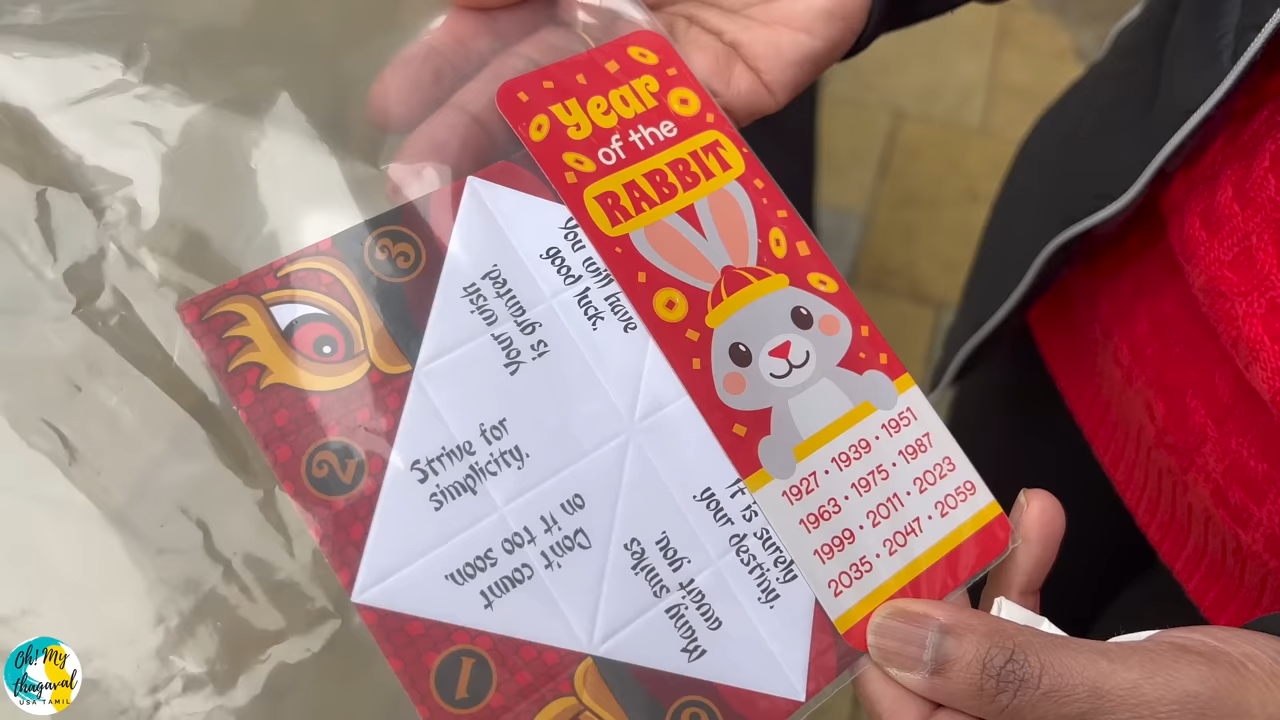 Year
of the
RABBIT
1927 • 1939 • 1951
1963 • 1975 • 1987
1999 • 2011 • 2023
2035 • 2047 • 2059
3
2
1
You will have
good luck.
Your wish
is granted.
Strive for
simplicity.
Don't count
on it too soon.
Many smiles
await you.
It is surely
your destiny.
Oh! My
thagaval
USA TAMIL